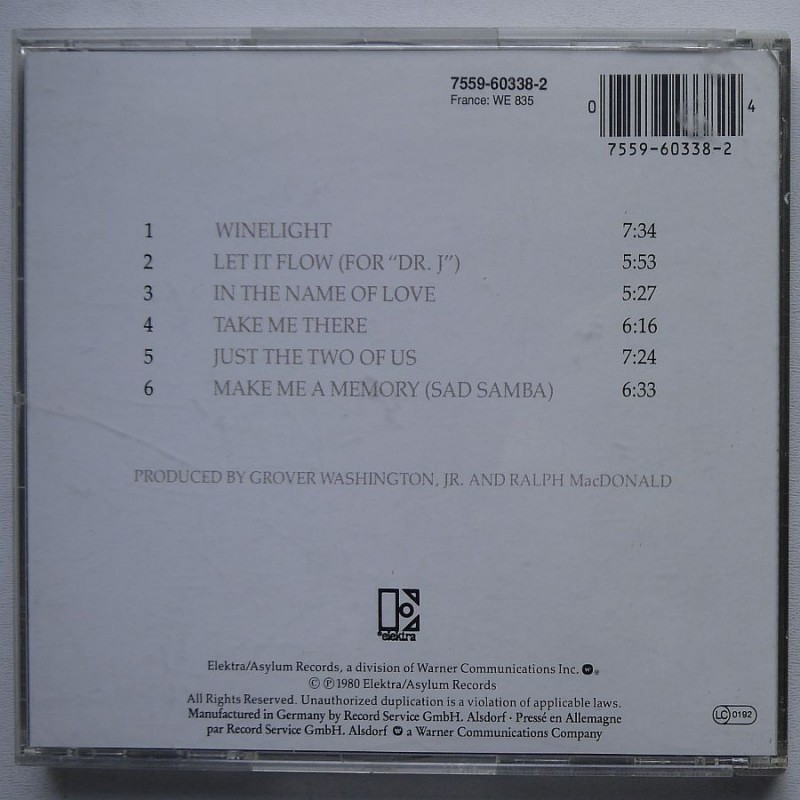 7559-60338-2
France: WE 835
0 4
7559-60338-2
1 WINELIGHT 7:34
2 LET IT FLOW (FOR “DR. J”) 5:53
3 IN THE NAME OF LOVE 5:27
4 TAKE ME THERE 6:16
5 JUST THE TWO OF US 7:24
6 MAKE ME A MEMORY (SAD SAMBA) 6:33
PRODUCED BY GROVER WASHINGTON, JR. AND RALPH MacDONALD
elektra
Elektra/Asylum Records, a division of Warner Communications Inc.
© ℗ 1980 Elektra/Asylum Records
All Rights Reserved. Unauthorized duplication is a violation of applicable laws.
Manufactured in Germany by Record Service GmbH. Alsdorf · Pressé en Allemagne
par Record Service GmbH. Alsdorf a Warner Communications Company
LC 0192